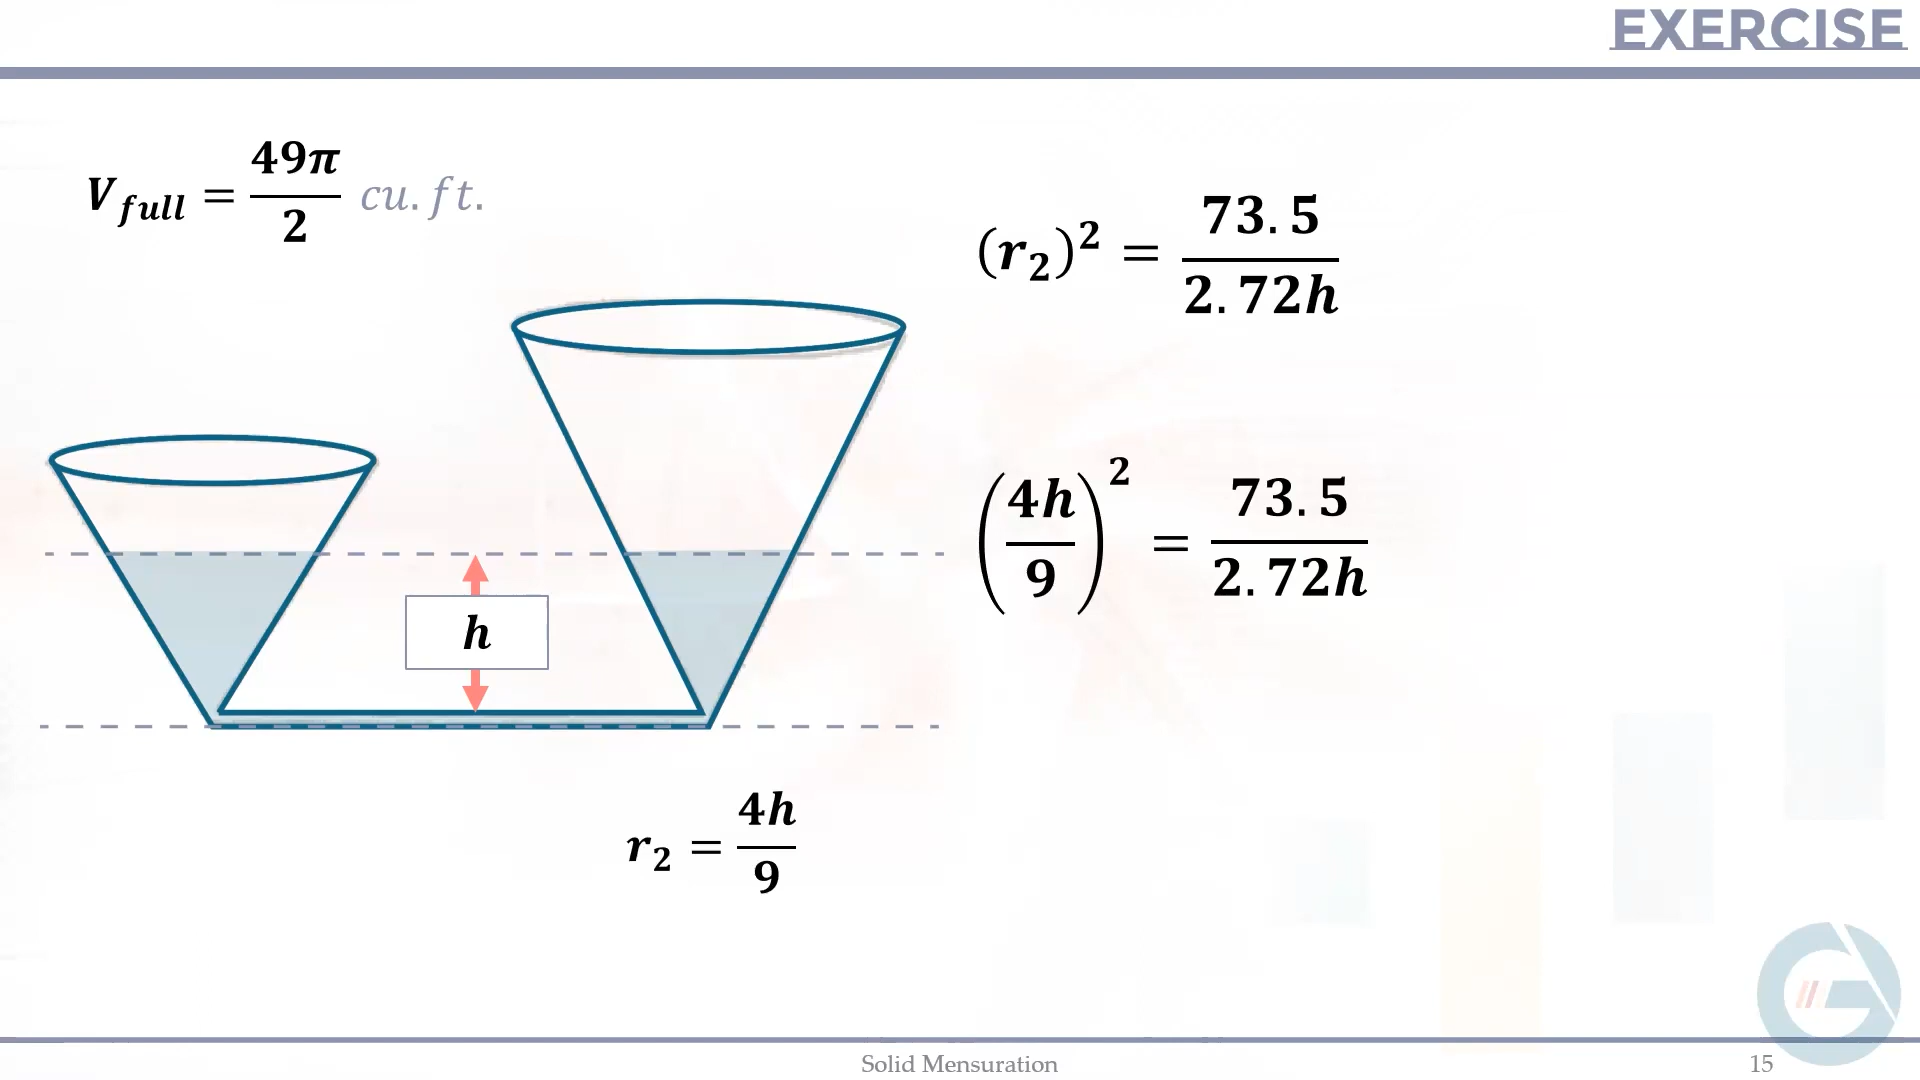 EXERCISE
V_full = 49π/2 cu.ft.
(r₂)² = 73.5/2.72h
(4h/9)² = 73.5/2.72h
h
r₂ = 4h/9
Solid Mensuration
15